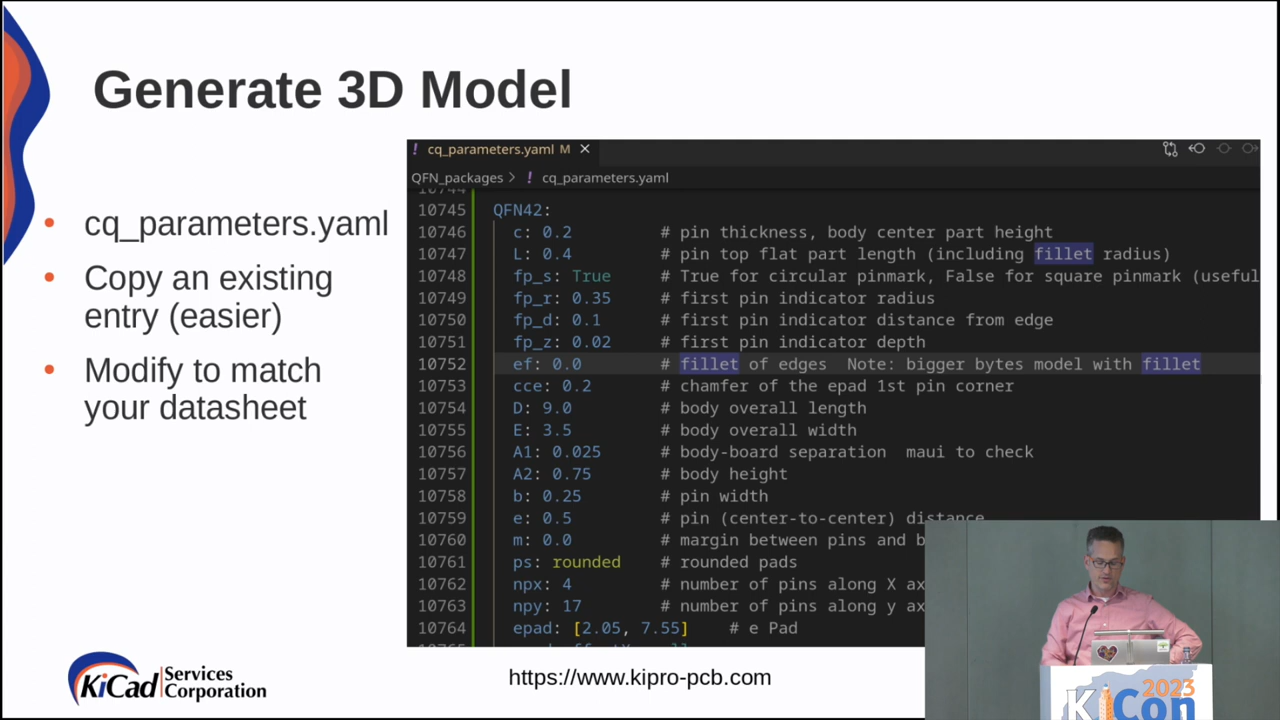 Generate 3D Model
• cq_parameters.yaml
• Copy an existing
entry (easier)
• Modify to match
your datasheet
! cq_parameters.yaml M ×
QFN_packages > ! cq_parameters.yaml
10744
10745 QFN42:
10746 c: 0.2 # pin thickness, body center part height
10747 L: 0.4 # pin top flat part length (including fillet radius)
10748 fp_s: True # True for circular pinmark, False for square pinmark (useful
10749 fp_r: 0.35 # first pin indicator radius
10750 fp_d: 0.1 # first pin indicator distance from edge
10751 fp_z: 0.02 # first pin indicator depth
10752 ef: 0.0 # fillet of edges Note: bigger bytes model with fillet
10753 cce: 0.2 # chamfer of the epad 1st pin corner
10754 D: 9.0 # body overall length
10755 E: 3.5 # body overall width
10756 A1: 0.025 # body-board separation maui to check
10757 A2: 0.75 # body height
10758 b: 0.25 # pin width
10759 e: 0.5 # pin (center-to-center) distance
10760 m: 0.0 # margin between pins and b
10761 ps: rounded # rounded pads
10762 npx: 4 # number of pins along X ax
10763 npy: 17 # number of pins along y ax
10764 epad: [2.05, 7.55] # e Pad
KiCad Services
Corporation
https://www.kipro-pcb.com
2023
KiCon